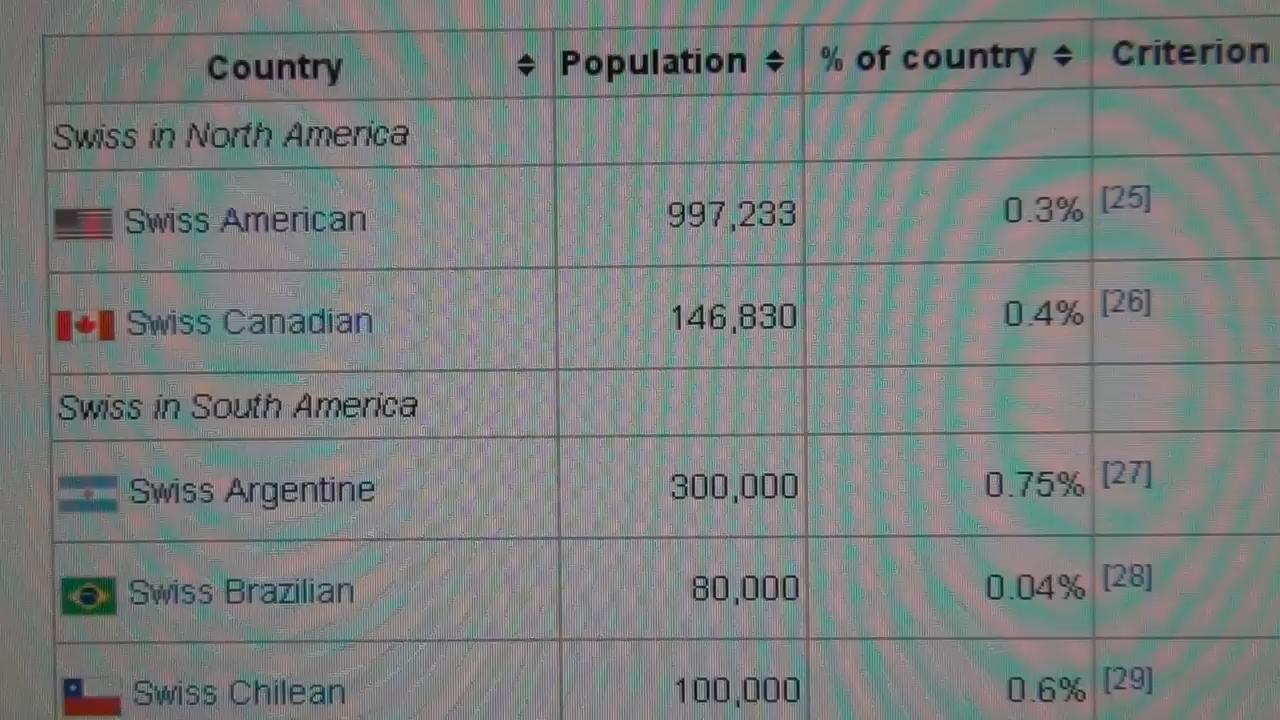 Country Population % of country Criterion
Swiss in North America
Swiss American 997,233 0.3% [25]
Swiss Canadian 146,830 0.4% [26]
Swiss in South America
Swiss Argentine 300,000 0.75% [27]
Swiss Brazilian 80,000 0.04% [28]
Swiss Chilean 100,000 0.6% [29]